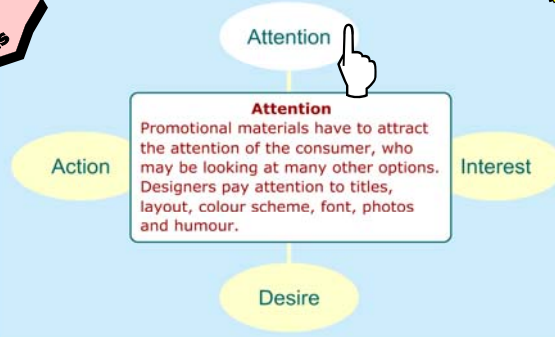 Attention
Attention
Promotional materials have to attract
the attention of the consumer, who
may be looking at many other options.
Designers pay attention to titles,
layout, colour scheme, font, photos
and humour.
Action
Interest
Desire